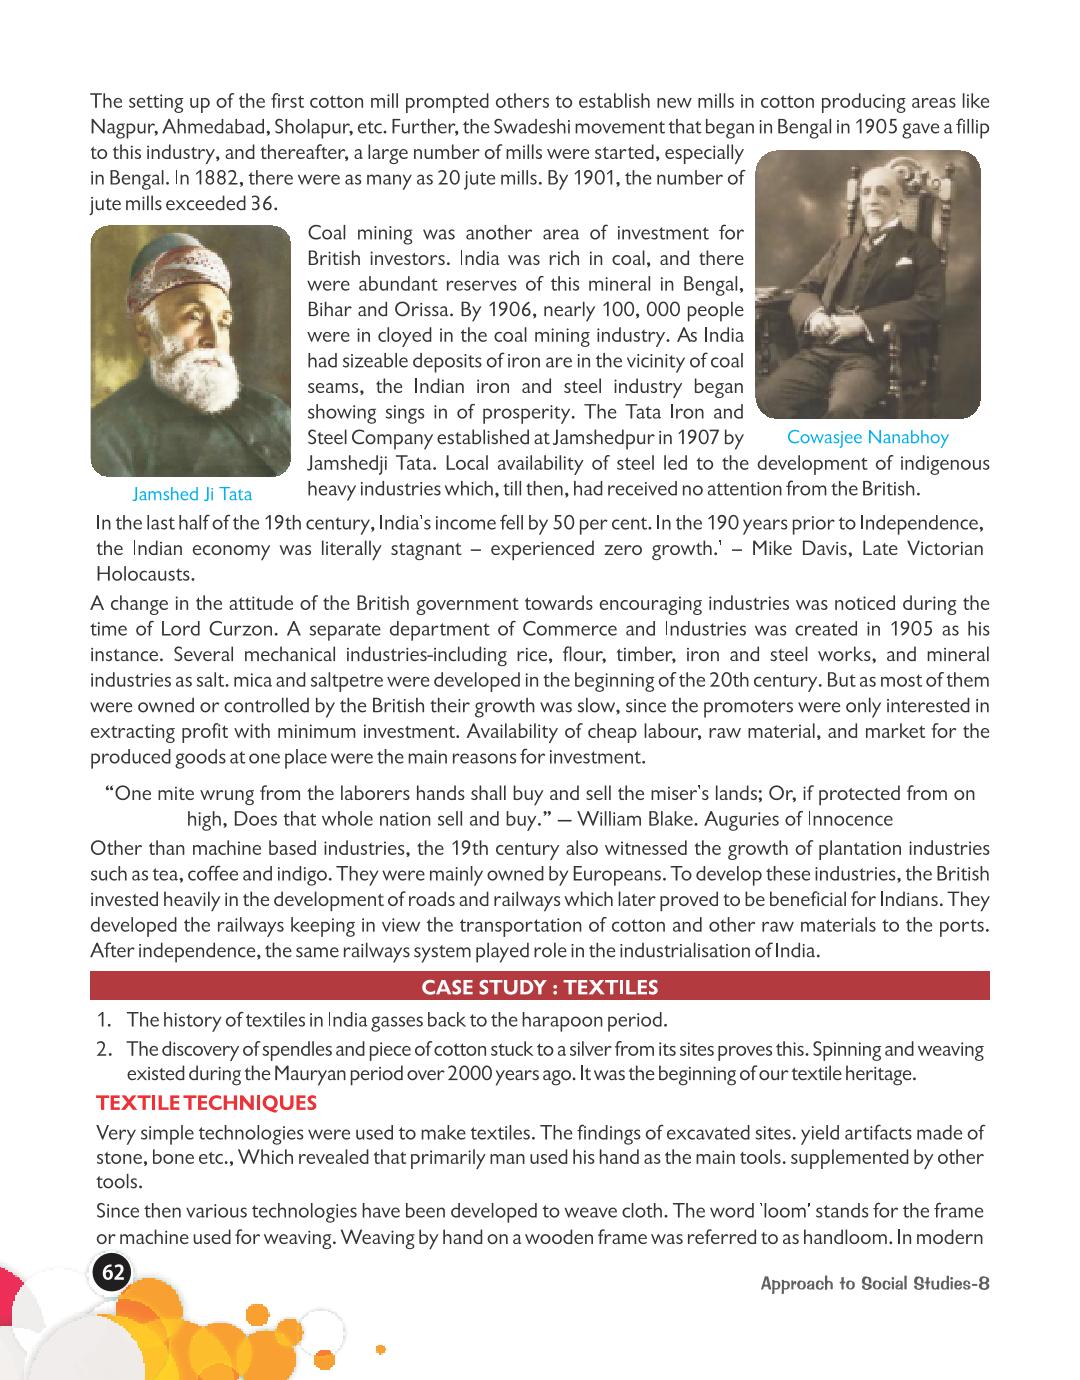 The setting up of the first cotton mill prompted others to establish new mills in cotton producing areas like
Nagpur, Ahmedabad, Sholapur, etc. Further, the Swadeshi movement that began in Bengal in 1905 gave a fillip
to this industry, and thereafter, a large number of mills were started, especially
in Bengal. In 1882, there were as many as 20 jute mills. By 1901, the number of
jute mills exceeded 36.
Cowasjee Nanabhoy
Coal mining was another area of investment for
British investors. India was rich in coal, and there
were abundant reserves of this mineral in Bengal,
Bihar and Orissa. By 1906, nearly 100, 000 people
were in cloyed in the coal mining industry. As India
had sizeable deposits of iron are in the vicinity of coal
seams, the Indian iron and steel industry began
showing sings in of prosperity. The Tata Iron and
Steel Company established at Jamshedpur in 1907 by
Jamshedji Tata. Local availability of steel led to the development of indigenous
heavy industries which, till then, had received no attention from the British.
Jamshed Ji Tata
In the last half of the 19th century, India's income fell by 50 per cent. In the 190 years prior to Independence,
the Indian economy was literally stagnant – experienced zero growth.' – Mike Davis, Late Victorian
Holocausts.
A change in the attitude of the British government towards encouraging industries was noticed during the
time of Lord Curzon. A separate department of Commerce and Industries was created in 1905 as his
instance. Several mechanical industries-including rice, flour, timber, iron and steel works, and mineral
industries as salt. mica and saltpetre were developed in the beginning of the 20th century. But as most of them
were owned or controlled by the British their growth was slow, since the promoters were only interested in
extracting profit with minimum investment. Availability of cheap labour, raw material, and market for the
produced goods at one place were the main reasons for investment.
“One mite wrung from the laborers hands shall buy and sell the miser's lands; Or, if protected from on
high, Does that whole nation sell and buy.” — William Blake. Auguries of Innocence
Other than machine based industries, the 19th century also witnessed the growth of plantation industries
such as tea, coffee and indigo. They were mainly owned by Europeans. To develop these industries, the British
invested heavily in the development of roads and railways which later proved to be beneficial for Indians. They
developed the railways keeping in view the transportation of cotton and other raw materials to the ports.
After independence, the same railways system played role in the industrialisation of India.
CASE STUDY : TEXTILES
1. The history of textiles in India gasses back to the harapoon period.
2. The discovery of spendles and piece of cotton stuck to a silver from its sites proves this. Spinning and weaving
existed during the Mauryan period over 2000 years ago. It was the beginning of our textile heritage.
TEXTILE TECHNIQUES
Very simple technologies were used to make textiles. The findings of excavated sites. yield artifacts made of
stone, bone etc., Which revealed that primarily man used his hand as the main tools. supplemented by other
tools.
Since then various technologies have been developed to weave cloth. The word 'loom' stands for the frame
or machine used for weaving. Weaving by hand on a wooden frame was referred to as handloom. In modern
62
Approach to Social Studies-8